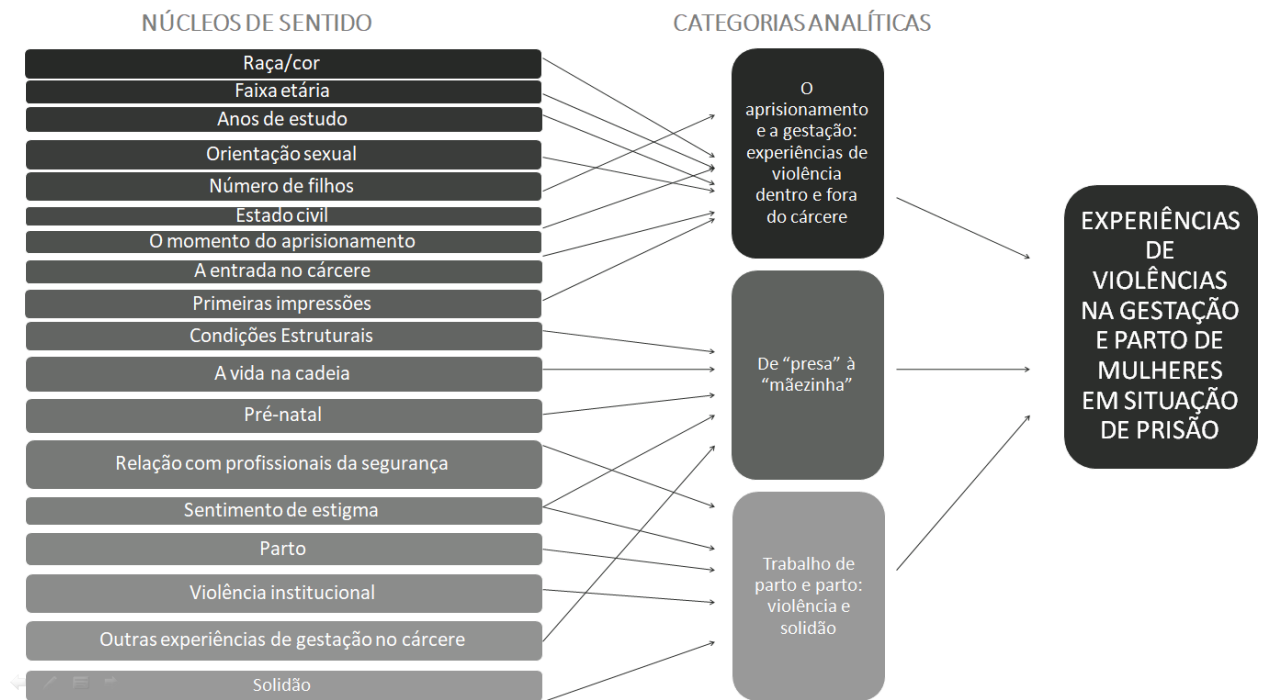 NÚCLEOS DE SENTIDO
CATEGORIAS ANALÍTICAS
Raça/cor
Faixa etária
Anos de estudo
Orientação sexual
Número de filhos
Estado civil
O momento do aprisionamento
A entrada no cárcere
Primeiras impressões
Condições Estruturais
A vida na cadeia
Pré-natal
Relação com profissionais da segurança
Sentimento de estigma
Parto
Violência institucional
Outras experiências de gestação no cárcere
Solidão
O
aprisionamento
e a gestação:
experiências de
violência
dentro e fora
do cárcere
De “presa” à
“mãezinha”
Trabalho de
parto e parto:
violência e
solidão
EXPERIÊNCIAS
DE
VIOLÊNCIAS
NA GESTAÇÃO
E PARTO DE
MULHERES
EM SITUAÇÃO
DE PRISÃO